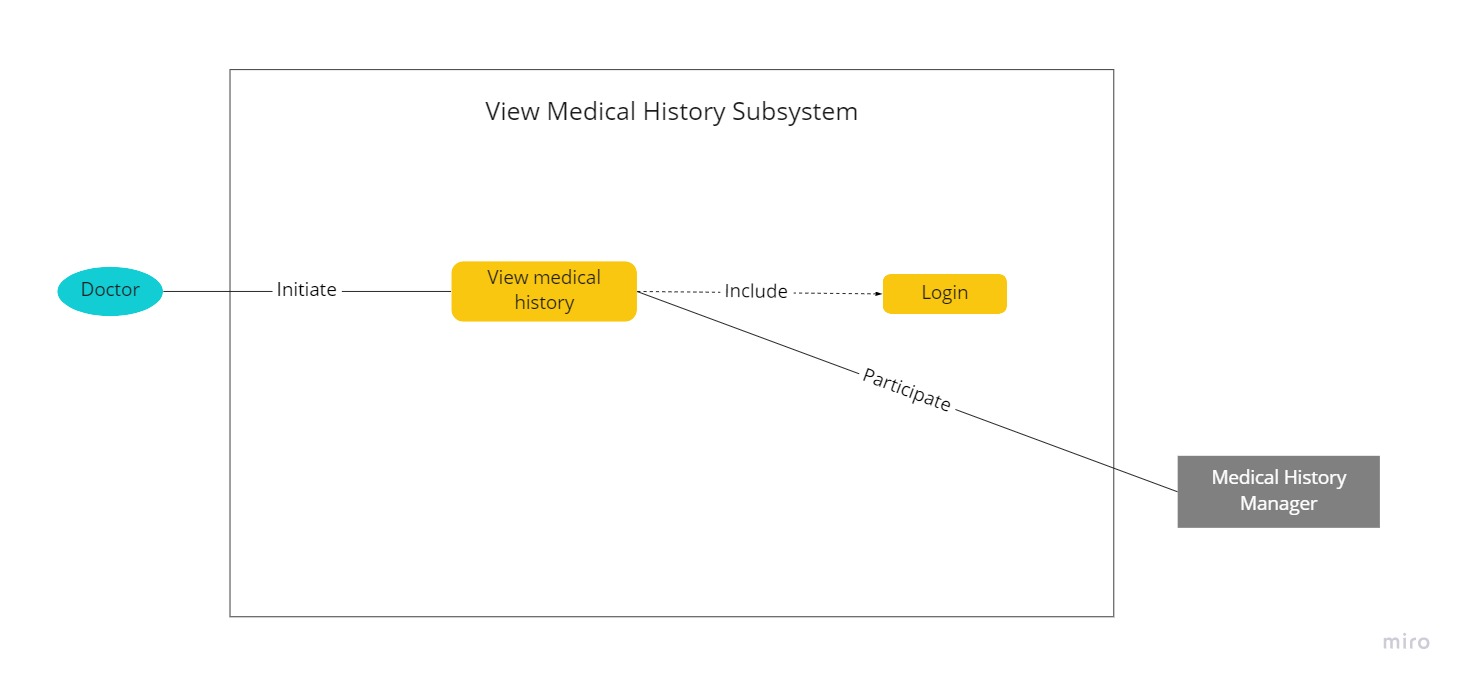 View Medical History Subsystem
Doctor
Initiate
View medical
history
Include
Login
Participate
Medical History
Manager
miro